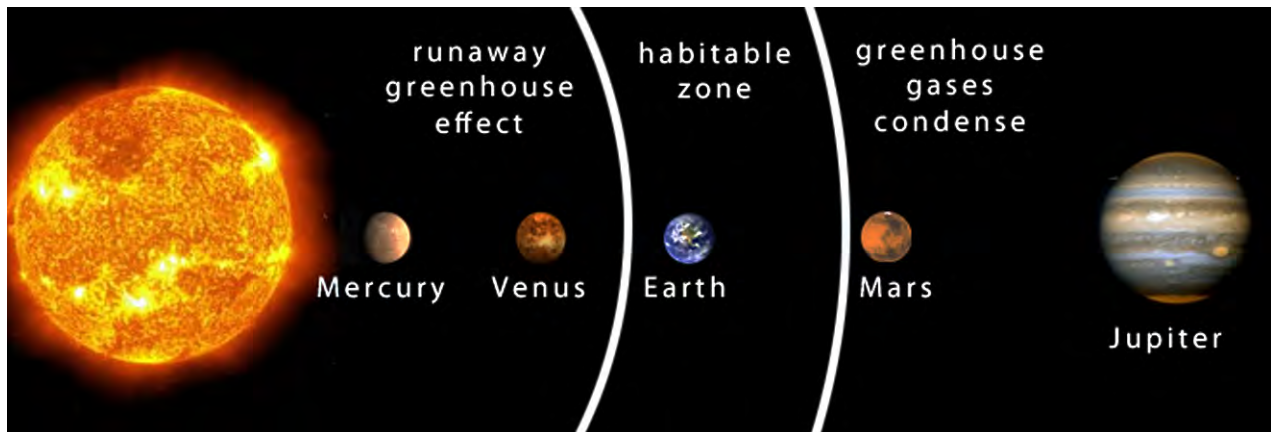 runaway
greenhouse
effect
habitable
zone
greenhouse
gases
condense
Mercury
Venus
Earth
Mars
Jupiter